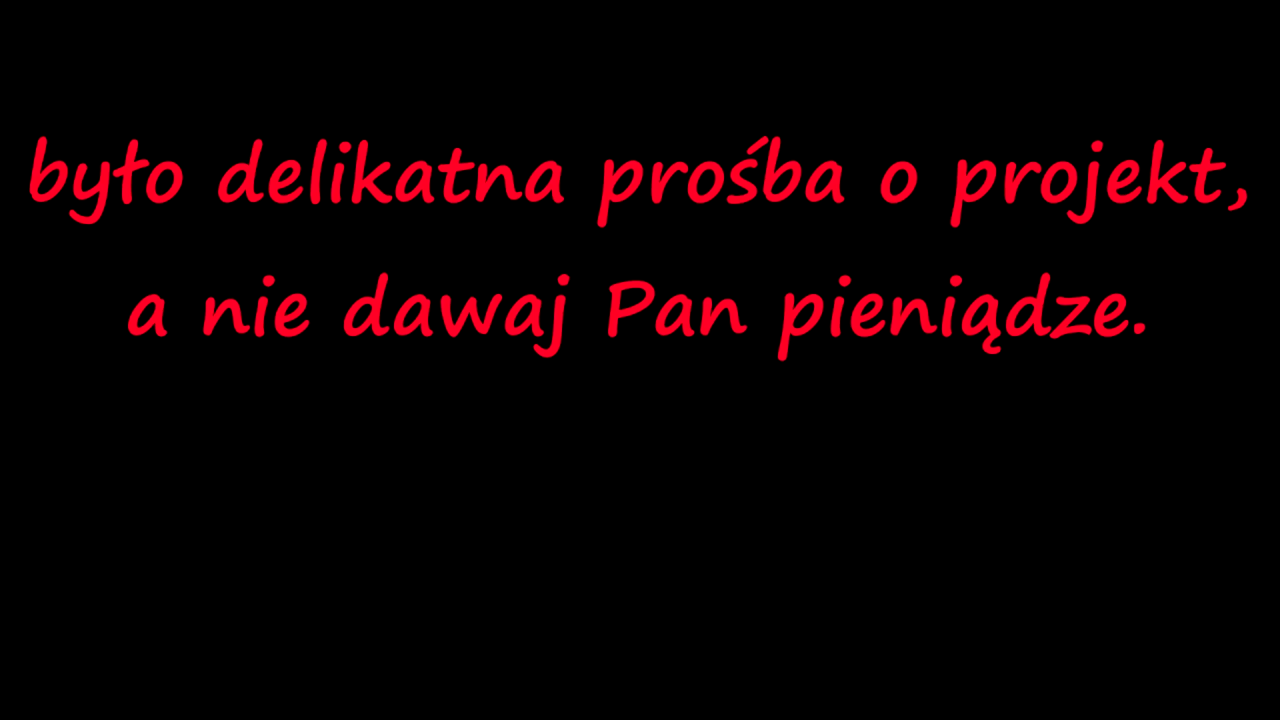 było delikatna prośba o projekt,
a nie dawaj Pan pieniądze.